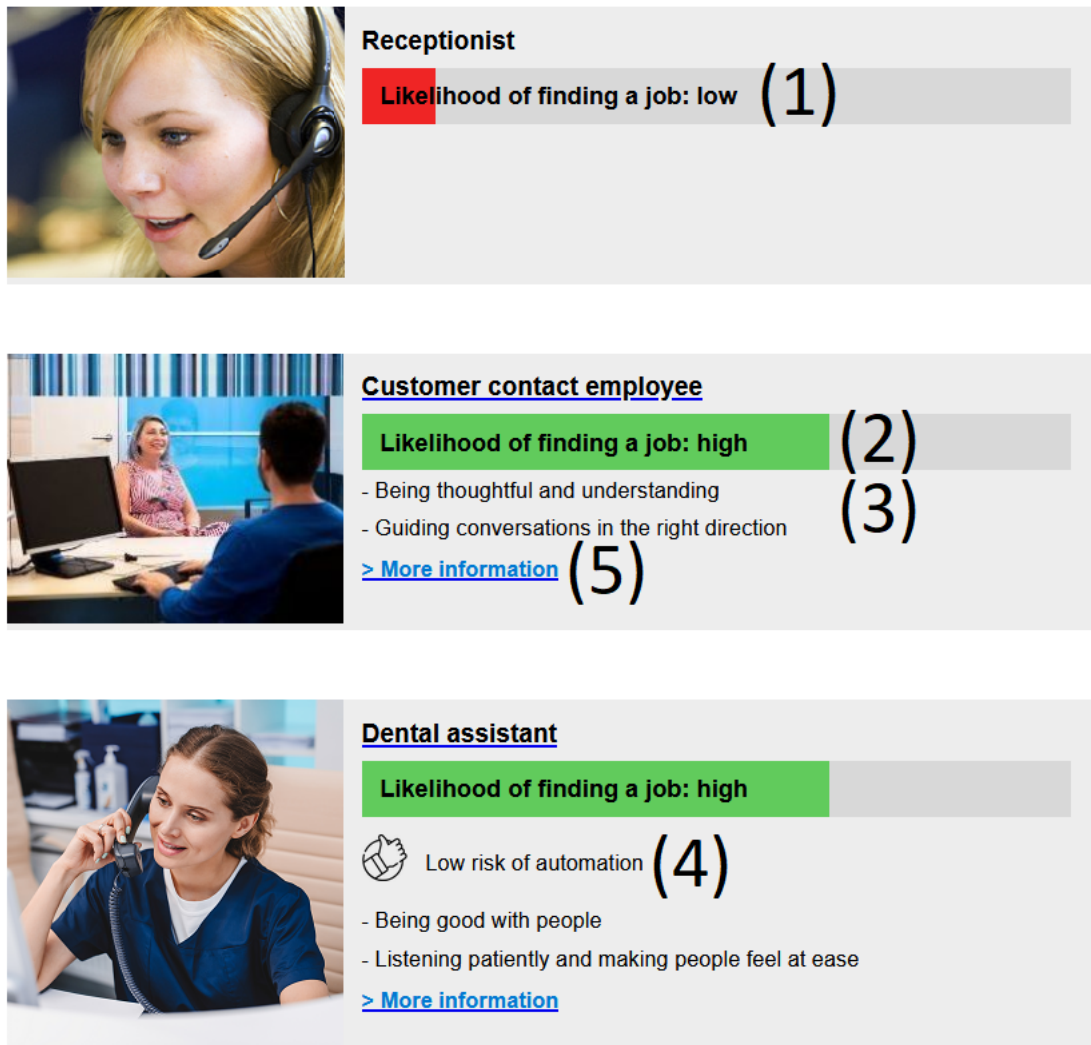 Receptionist
Likelihood of finding a job: low (1)
Customer contact employee
Likelihood of finding a job: high (2)
- Being thoughtful and understanding (3)
- Guiding conversations in the right direction
> More information (5)
Dental assistant
Likelihood of finding a job: high
Low risk of automation (4)
- Being good with people
- Listening patiently and making people feel at ease
> More information